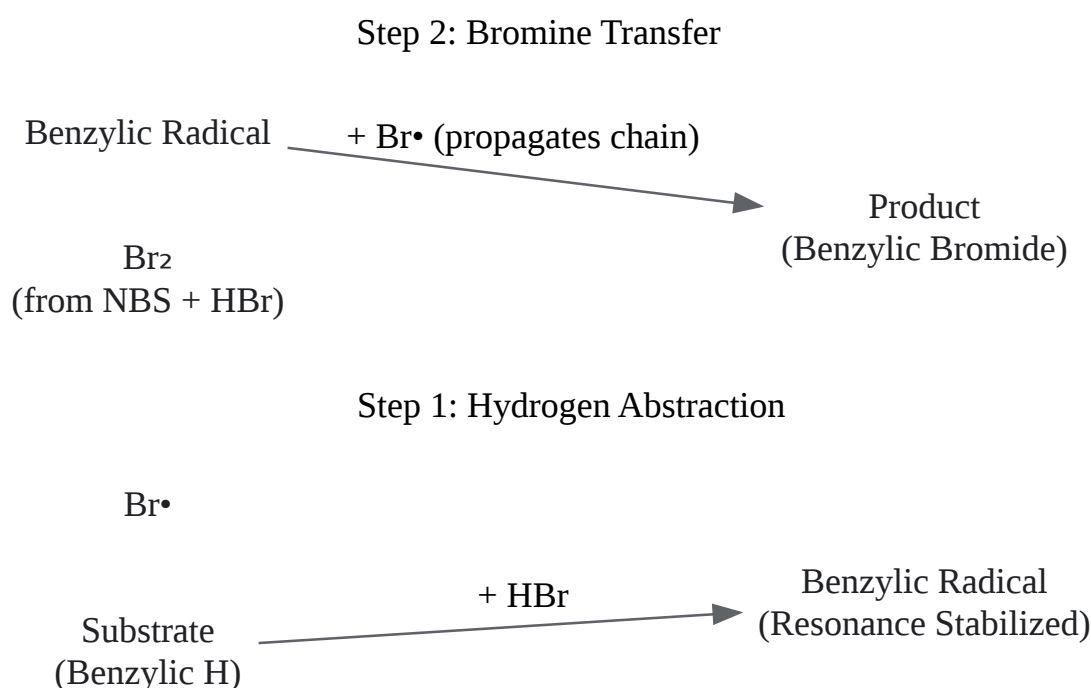 Step 2: Bromine Transfer
Benzylic Radical
+ Br• (propagates chain)
Product
(Benzylic Bromide)
Br₂
(from NBS + HBr)
Step 1: Hydrogen Abstraction
Br•
+ HBr
Benzylic Radical
(Resonance Stabilized)
Substrate
(Benzylic H)